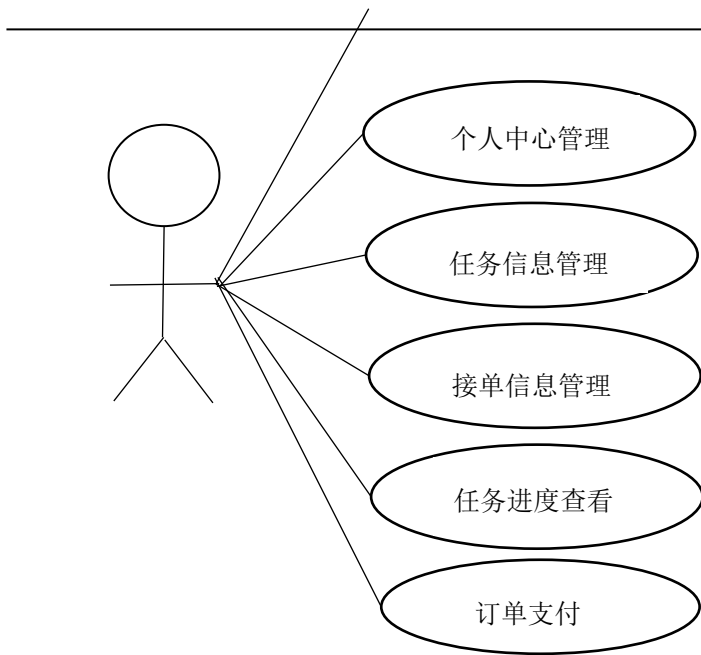 个人中心管理
任务信息管理
接单信息管理
任务进度查看
订单支付